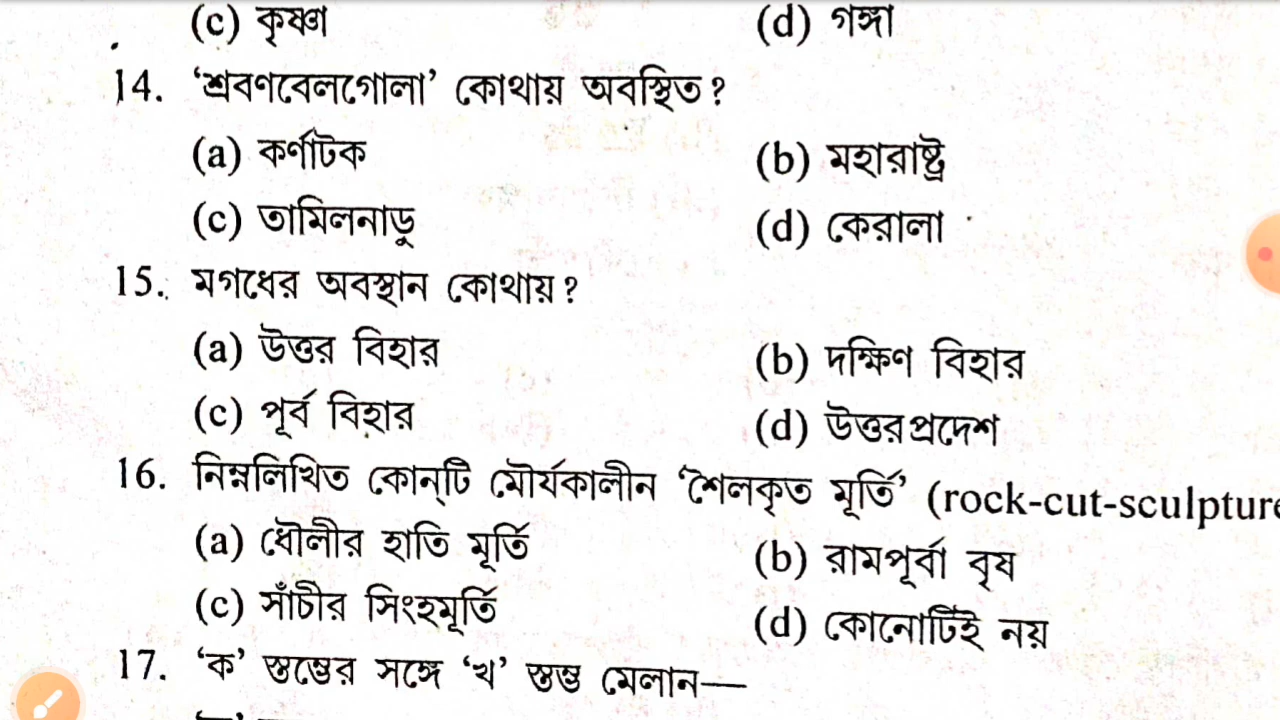 (c) কৃষ্ণা (d) গঙ্গা
14. ‘শ্রবণবেলগোলা’ কোথায় অবস্থিত?
(a) কর্ণাটক (b) মহারাষ্ট্র
(c) তামিলনাড়ু (d) কেরালা
15. মগধের অবস্থান কোথায়?
(a) উত্তর বিহার (b) দক্ষিণ বিহার
(c) পূর্ব বিহার (d) উত্তরপ্রদেশ
16. নিম্নলিখিত কোন্‌টি মৌর্যকালীন ‘শৈলকৃত মূর্তি’ (rock-cut-sculpture
(a) ধৌলীর হাতি মূর্তি (b) রামপূর্বা বৃষ
(c) সাঁচীর সিংহমূর্তি (d) কোনোটিই নয়
17. ‘ক’ স্তম্ভের সঙ্গে ‘খ’ স্তম্ভ মেলান—